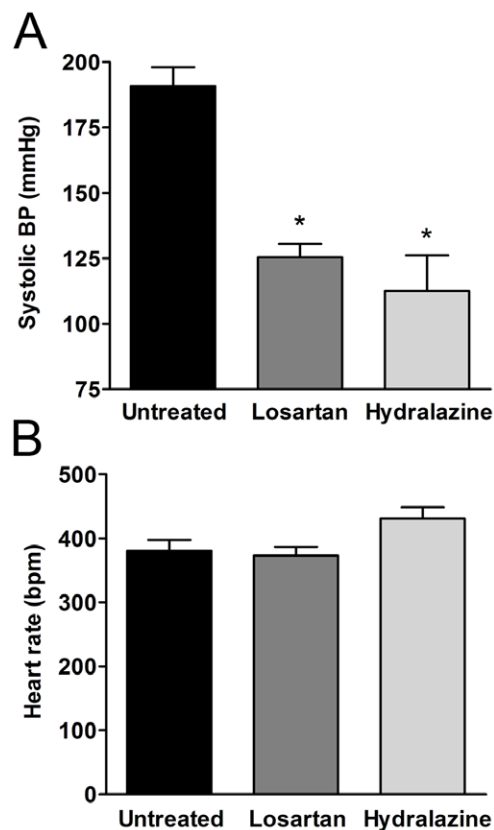 A
Systolic BP (mmHg)
200
175
150
125
100
75
*
*
Untreated Losartan Hydralazine
B
Heart rate (bpm)
500
400
300
200
100
0
Untreated Losartan Hydralazine